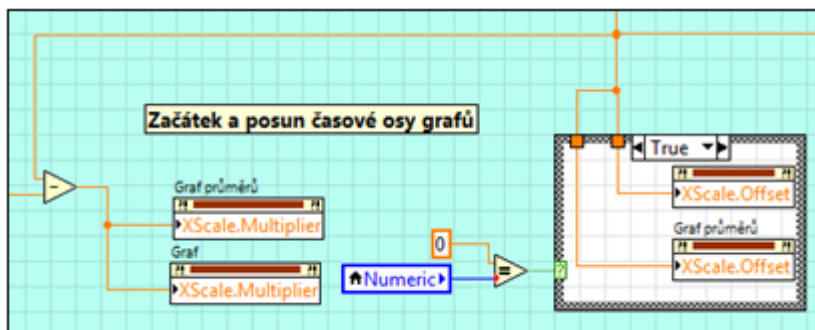 Začátek a posun časové osy grafů
True
XScale.Offset
Graf průměrů
XScale.Multiplier
Graf průměrů
XScale.Offset
Graf
XScale.Multiplier
0
=
Numeric
?
-